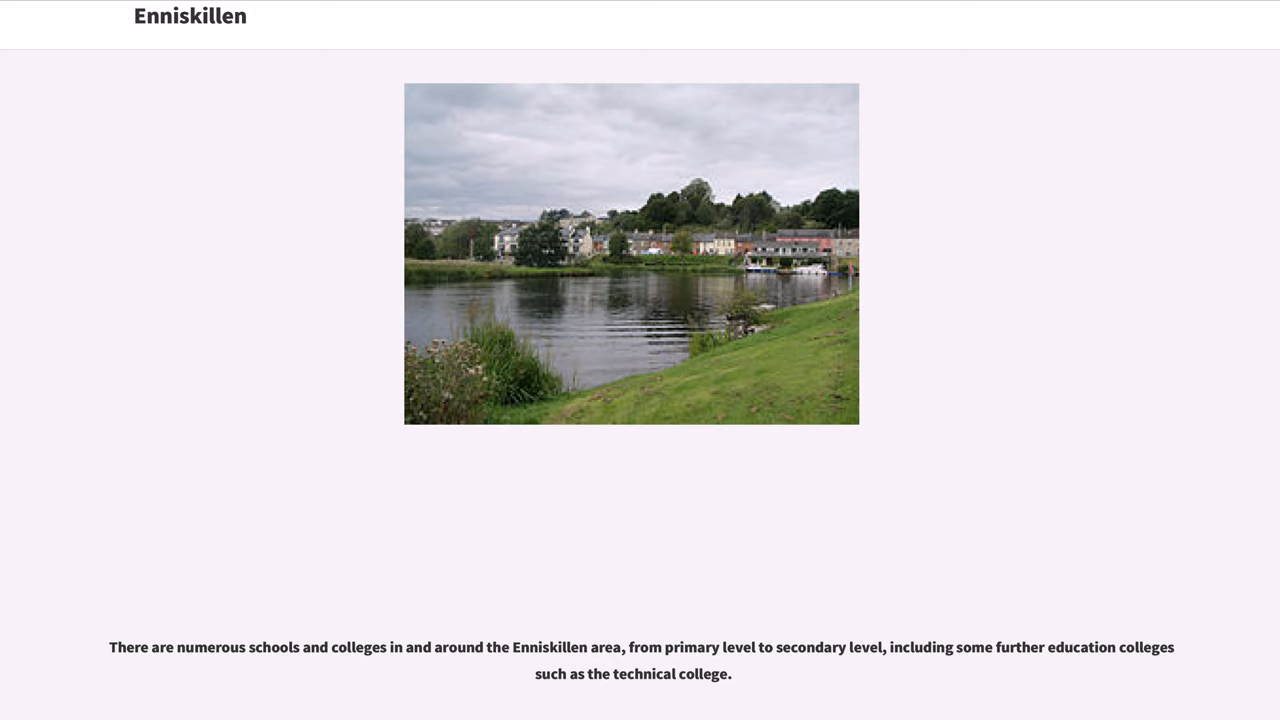 Enniskillen
There are numerous schools and colleges in and around the Enniskillen area, from primary level to secondary level, including some further education colleges
such as the technical college.